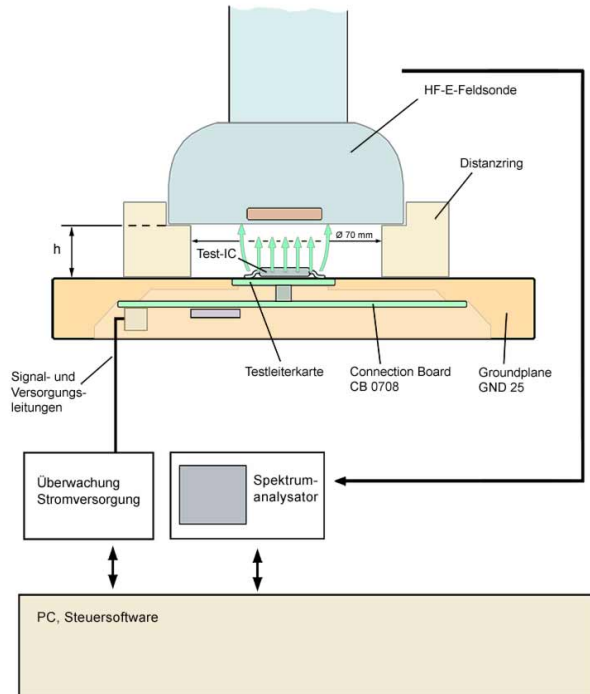 HF-E-Feldsonde
Distanzring
h
Ø 70 mm
Test-IC
Testleiterkarte
Connection Board
CB 0708
Groundplane
GND 25
Signal- und
Versorgungs-
leitungen
Überwachung
Stromversorgung
Spektrum-
analysator
PC, Steuersoftware